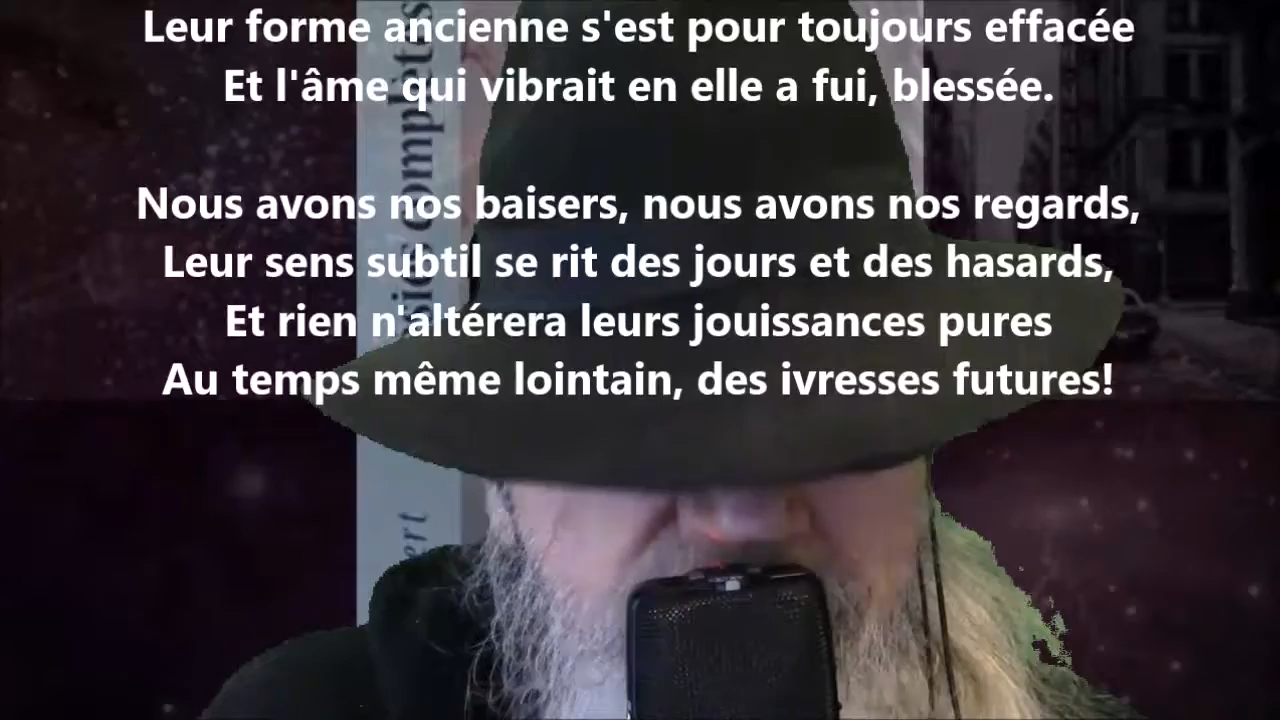 Leur forme ancienne s'est pour toujours effacée
Et l'âme qui vibrait en elle a fui, blessée.
Nous avons nos baisers, nous avons nos regards,
Leur sens subtil se rit des jours et des hasards,
Et rien n'altérera leurs jouissances pures
Au temps même lointain, des ivresses futures!
complètes